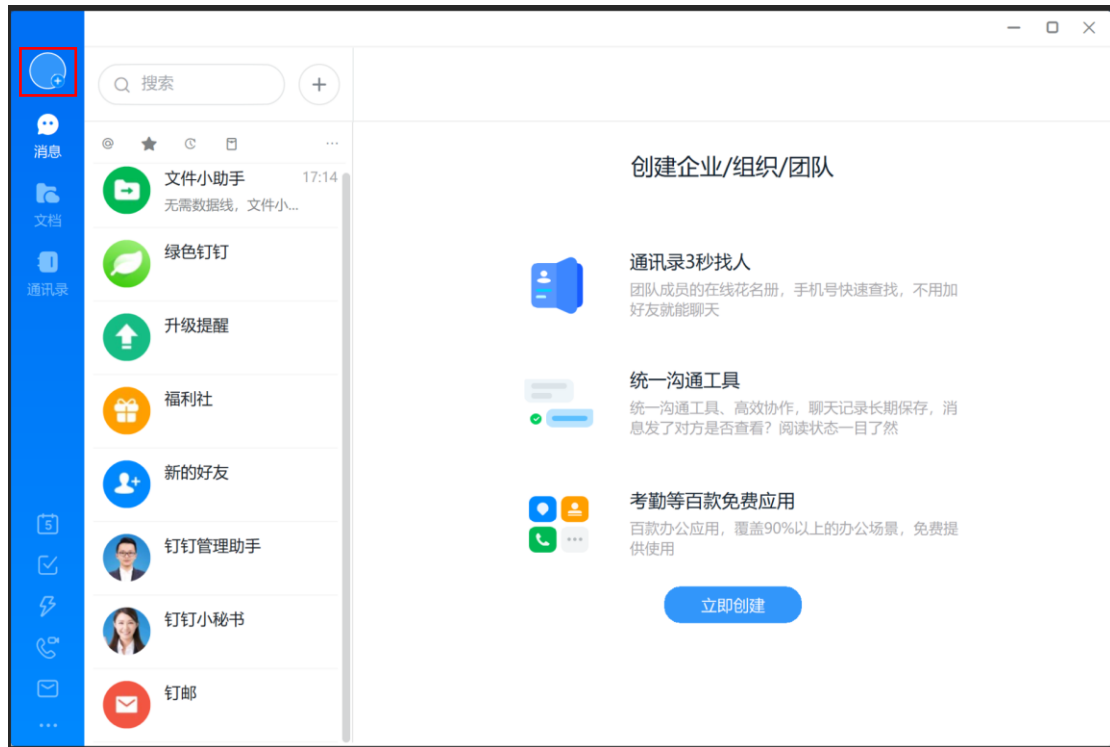 搜索
消息
文档
通讯录
5
文件小助手
17:14
无需数据线，文件小...
绿色钉钉
升级提醒
福利社
新的好友
钉钉管理助手
钉钉小秘书
钉邮
创建企业/组织/团队
通讯录3秒找人
团队成员的在线花名册，手机号快速查找，不用加
好友就能聊天
统一沟通工具
统一沟通工具、高效协作，聊天记录长期保存，消
息发了对方是否查看？阅读状态一目了然
考勤等百款免费应用
百款办公应用，覆盖90%以上的办公场景，免费提
供使用
立即创建